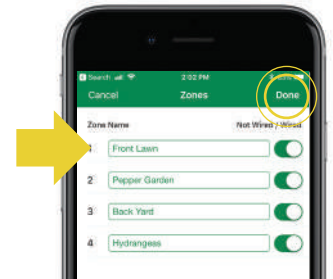 Search 2:02 PM
Cancel Zones Done
Zone Name Not Wired / Wired
1 Front Lawn
2 Pepper Garden
3 Back Yard
4 Hydrangeas